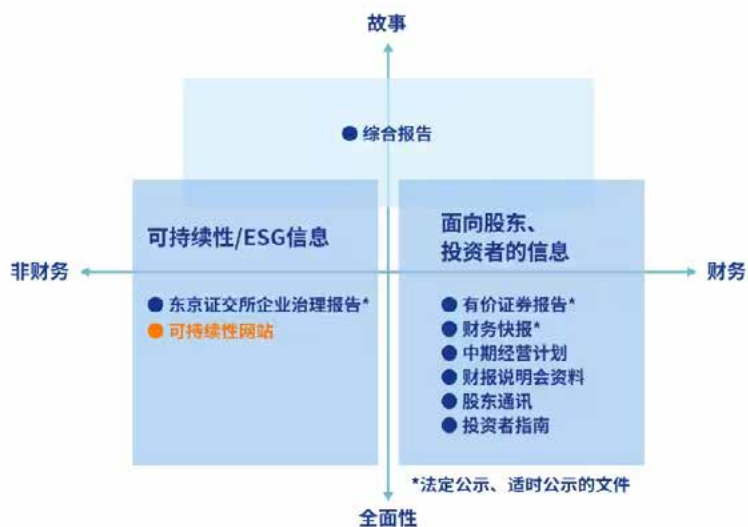 故事
● 综合报告
可持续性/ESG信息
面向股东、
投资者的信息
非财务
财务
● 东京证交所企业治理报告*
● 可持续性网站
● 有价证券报告*
● 财务快报*
● 中期经营计划
● 财报说明会资料
● 股东通讯
● 投资者指南
*法定公示、适时公示的文件
全面性